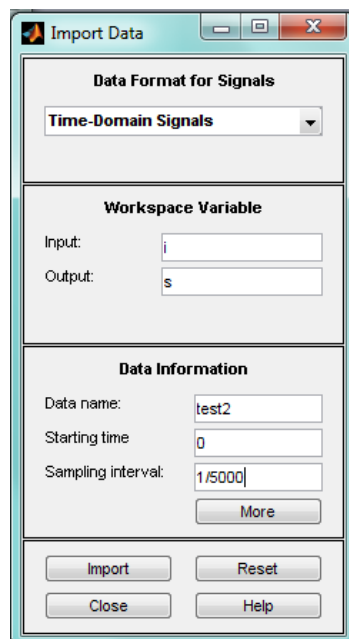 Import Data
Data Format for Signals
Time-Domain Signals
Workspace Variable
Input: i
Output: s
Data Information
Data name: test2
Starting time 0
Sampling interval: 1/5000
More
Import Reset
Close Help